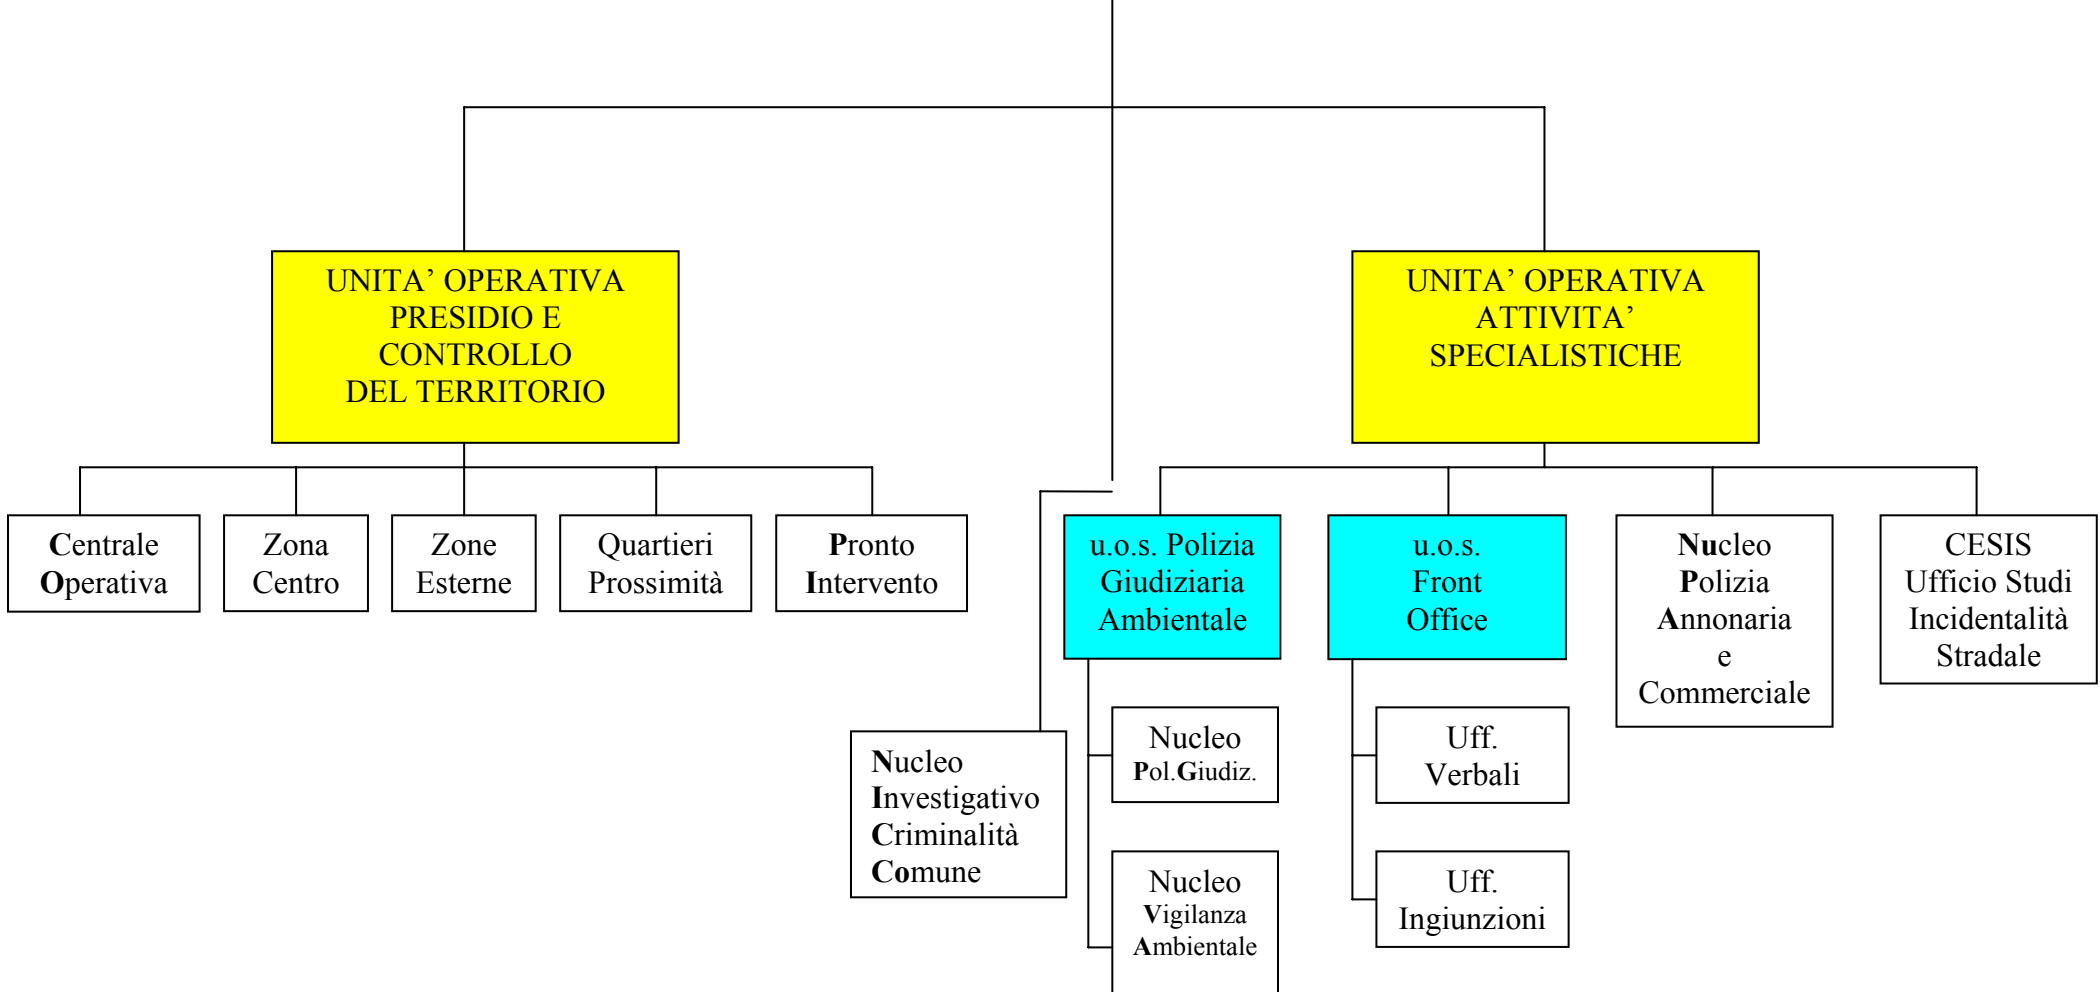 UNITA’ OPERATIVA
PRESIDIO E
CONTROLLO
DEL TERRITORIO
UNITA’ OPERATIVA
ATTIVITA’
SPECIALISTICHE
Centrale
Operativa
Zona
Centro
Zone
Esterne
Quartieri
Prossimità
Pronto
Intervento
u.o.s. Polizia
Giudiziaria
Ambientale
u.o.s.
Front
Office
Nucleo
Polizia
Annonaria
e
Commerciale
CESIS
Ufficio Studi
Incidentalità
Stradale
Nucleo
Investigativo
Criminalità
Comune
Nucleo
Pol.Giudiz.
Uff.
Verbali
Nucleo
Vigilanza
Ambientale
Uff.
Ingiunzioni